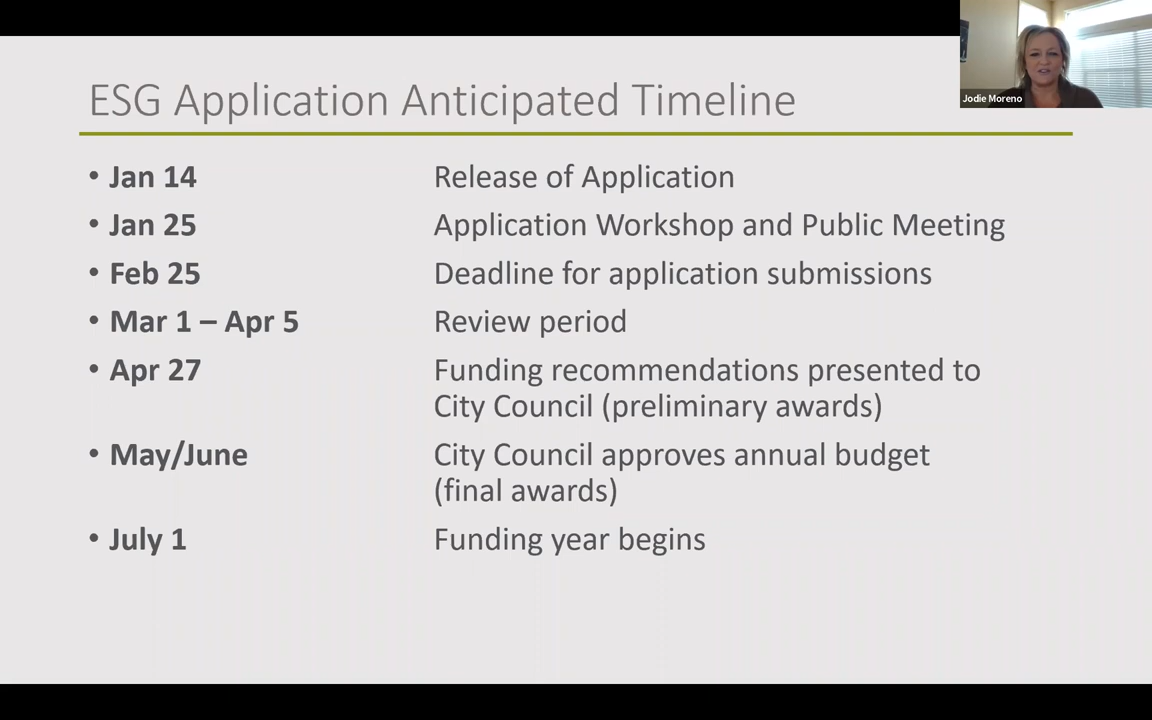 ESG Application Anticipated Timeline
Jodie Moreno
• Jan 14 Release of Application
• Jan 25 Application Workshop and Public Meeting
• Feb 25 Deadline for application submissions
• Mar 1 – Apr 5 Review period
• Apr 27 Funding recommendations presented to
City Council (preliminary awards)
• May/June City Council approves annual budget
(final awards)
• July 1 Funding year begins